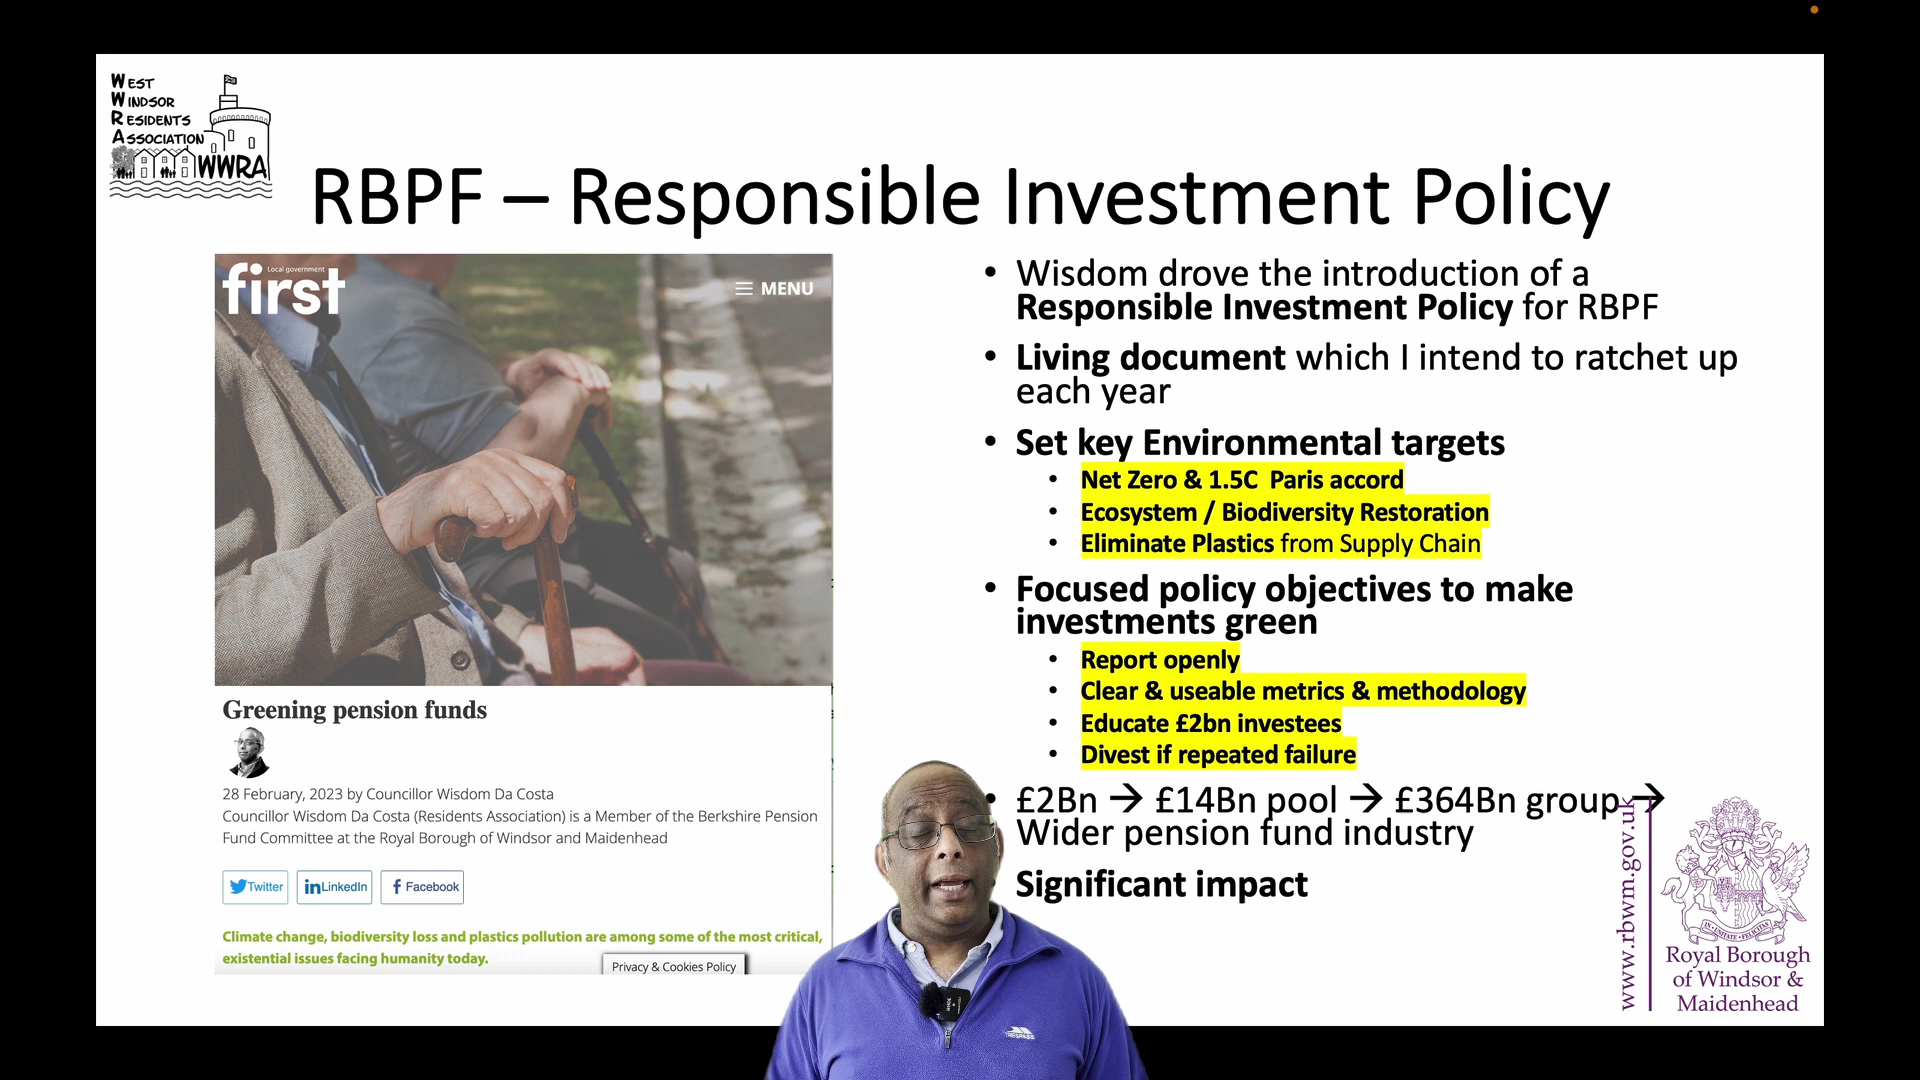 WEST
WINDSOR
RESIDENTS
ASSOCIATION
WWRA
RBPF – Responsible Investment Policy
Local government
first
MENU
Greening pension funds
28 February, 2023 by Councillor Wisdom Da Costa
Councillor Wisdom Da Costa (Residents Association) is a Member of the Berkshire Pension
Fund Committee at the Royal Borough of Windsor and Maidenhead
Twitter
LinkedIn
Facebook
Climate change, biodiversity loss and plastics pollution are among some of the most critical,
existential issues facing humanity today.
Privacy & Cookies Policy
• Wisdom drove the introduction of a
Responsible Investment Policy for RBPF
• Living document which I intend to ratchet up
each year
• Set key Environmental targets
• Net Zero & 1.5C Paris accord
• Ecosystem / Biodiversity Restoration
• Eliminate Plastics from Supply Chain
• Focused policy objectives to make
investments green
• Report openly
• Clear & useable metrics & methodology
• Educate £2bn investees
• Divest if repeated failure
• £2Bn → £14Bn pool → £364Bn group →
Wider pension fund industry
Significant impact
TRESPASS
www.rbwm.gov.uk
Royal Borough
of Windsor &
Maidenhead